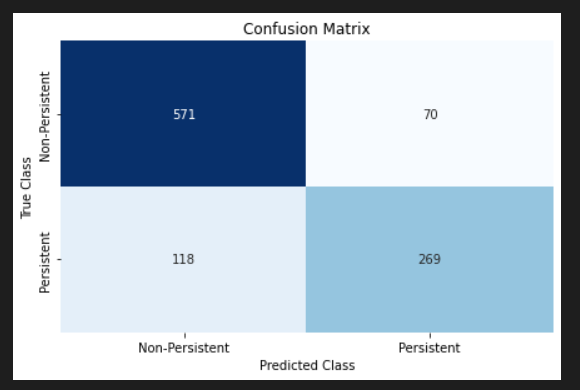 Confusion Matrix
True Class
Non-Persistent
571
70
Persistent
118
269
Non-Persistent
Persistent
Predicted Class